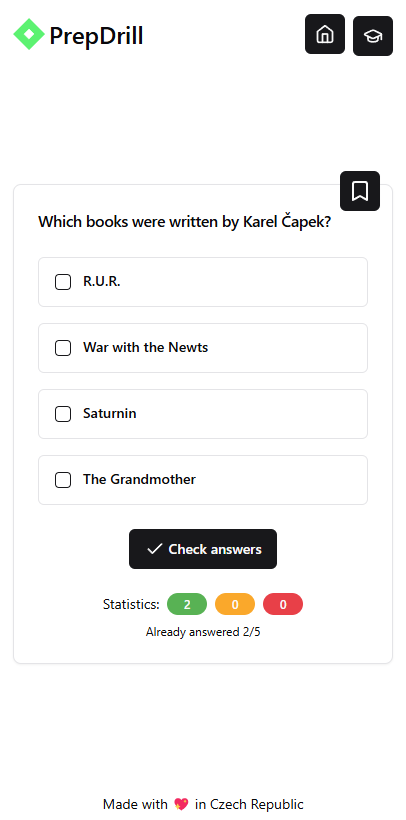 PrepDrill
Which books were written by Karel Čapek?
R.U.R.
War with the Newts
Saturnin
The Grandmother
Check answers
Statistics: 2 0 0
Already answered 2/5
Made with 💖 in Czech Republic